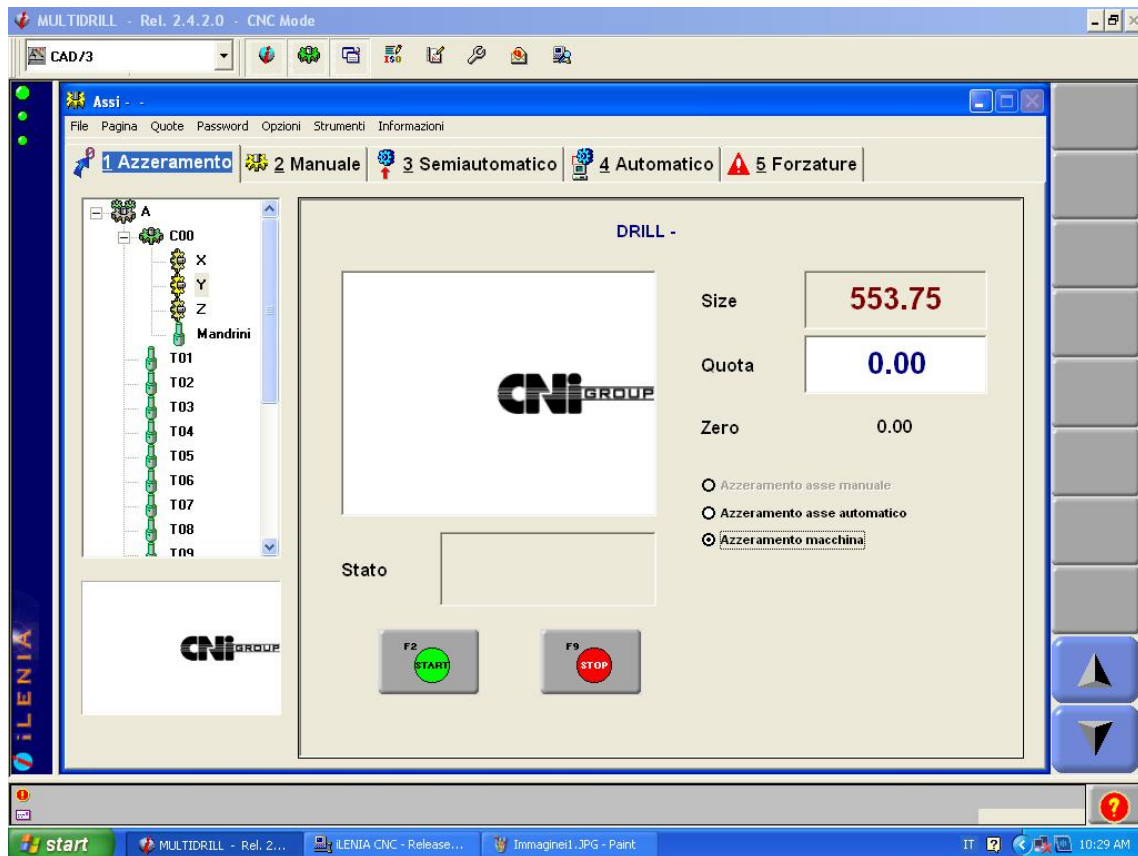 MULTIDRILL - Rel. 2.4.2.0 - CNC Mode
CAD/3
ISO
Assi - -
File Pagina Quote Password Opzioni Strumenti Informazioni
0 1 Azzeramento 2 Manuale 3 Semiautomatico 4 Automatico 5 Forzature
A
C00
X
Y
Z
Mandrini
T01
T02
T03
T04
T05
T06
T07
T08
T09
CNi GROUP
iLENIA
DRILL -
CNi GROUP
Size 553.75
Quota 0.00
Zero 0.00
Azzeramento asse manuale
Azzeramento asse automatico
Azzeramento macchina
Stato
F2 START
F9 STOP
start MULTIDRILL - Rel. 2... iLENIA CNC - Release... Immaginei1.JPG - Paint IT 10:29 AM